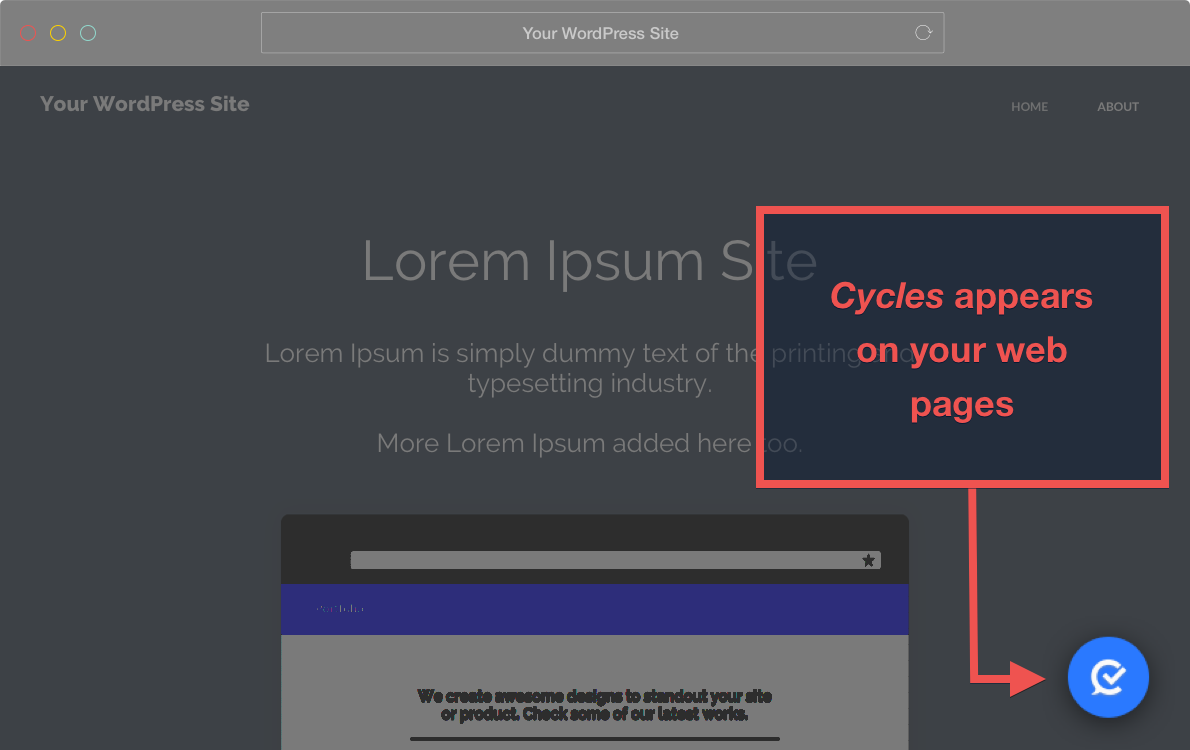 Your WordPress Site
Your WordPress Site
HOME
ABOUT
Lorem Ipsum Site
Lorem Ipsum is simply dummy text of the printing and
typesetting industry.
More Lorem Ipsum added here too.
Cycles appears
on your web
pages
We create awesome designs to standout your site
or product. Check some of our latest works.